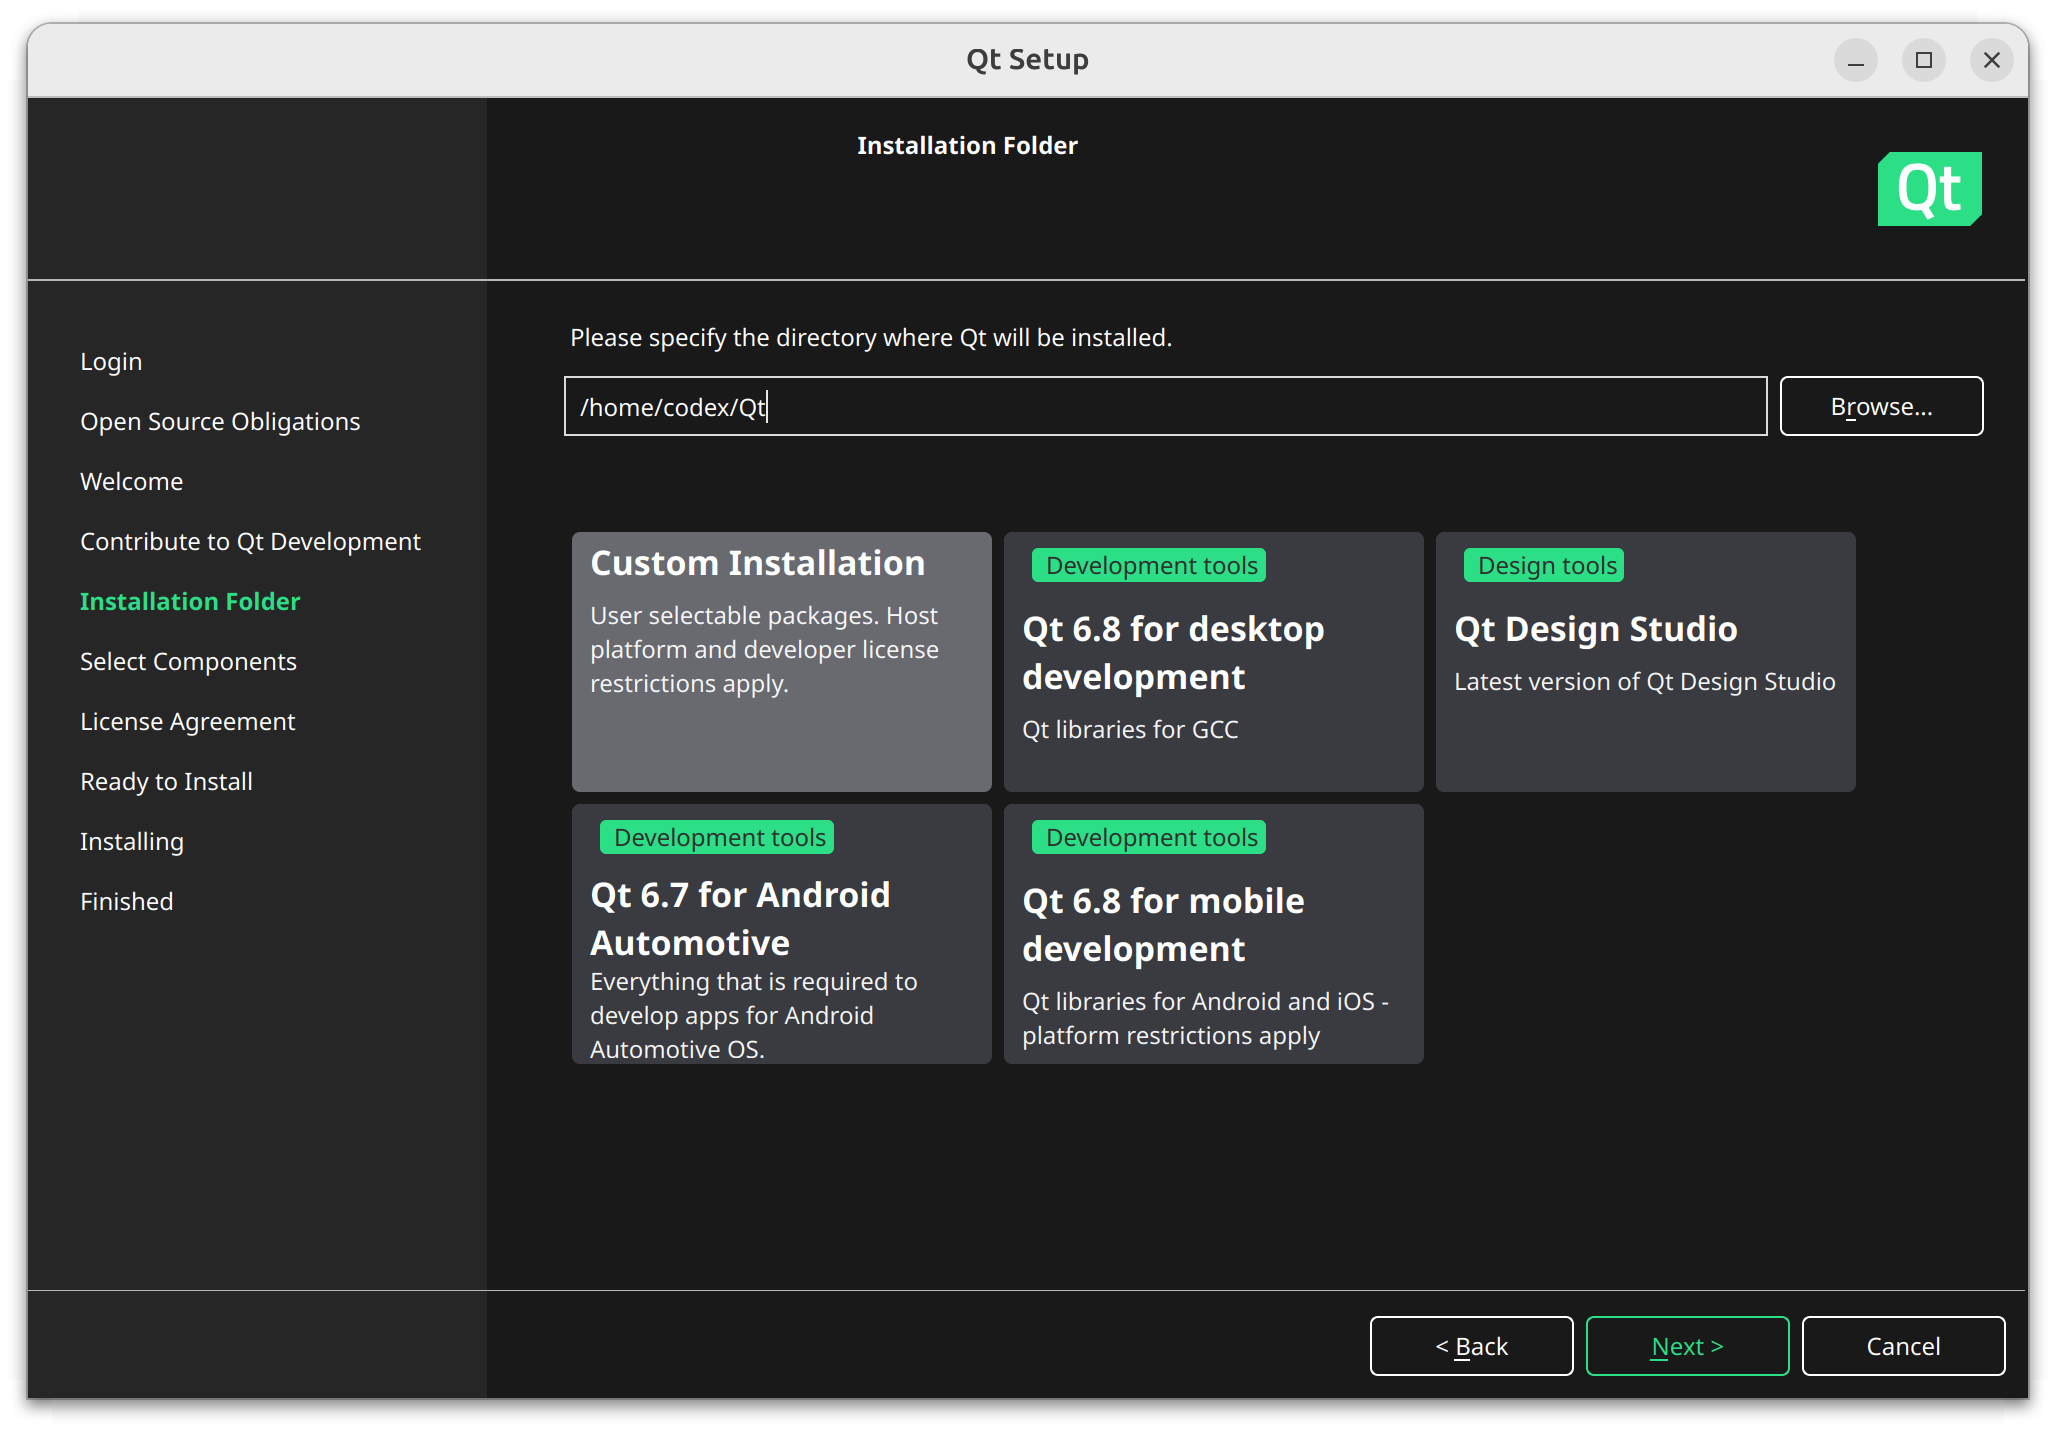 Qt Setup
Installation Folder
Qt
Login
Open Source Obligations
Welcome
Contribute to Qt Development
Installation Folder
Select Components
License Agreement
Ready to Install
Installing
Finished
Please specify the directory where Qt will be installed.
/home/codex/Qt
Browse...
Custom Installation
User selectable packages. Host
platform and developer license
restrictions apply.
Development tools
Qt 6.8 for desktop
development
Qt libraries for GCC
Design tools
Qt Design Studio
Latest version of Qt Design Studio
Development tools
Qt 6.7 for Android
Automotive
Everything that is required to
develop apps for Android
Automotive OS.
Development tools
Qt 6.8 for mobile
development
Qt libraries for Android and iOS -
platform restrictions apply
< Back
Next >
Cancel